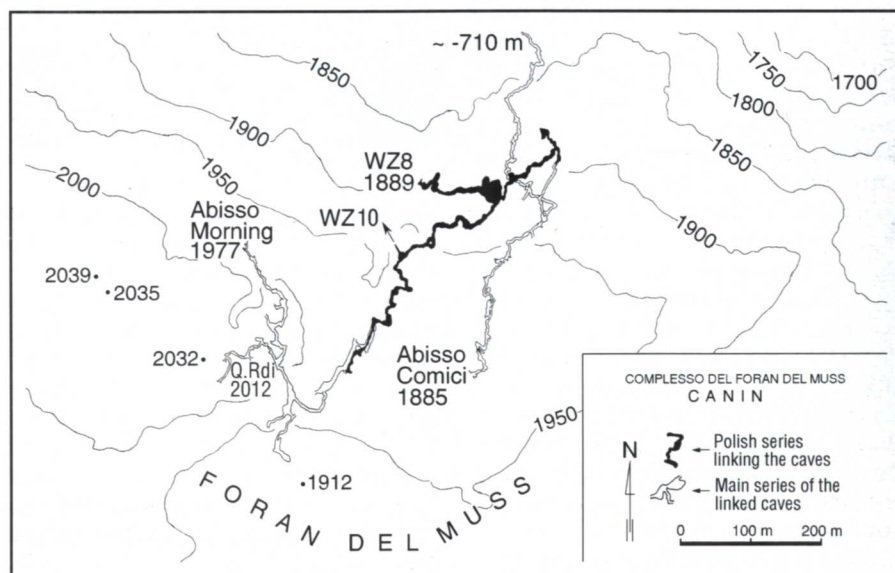 ~ -710 m
1850
1750
1700
1800
1900
1850
WZ8
1889
2000
1950
Abisso
Morning
1977
WZ10
1900
2039
2035
2032
Q.Rdi
2012
Abisso
Comici
1885
1950
1912
FORAN DEL MUSS
COMPLESSO DEL FORAN DEL MUSS
CANIN
N
Polish series
linking the caves
Main series of the
linked caves
0 100 m 200 m